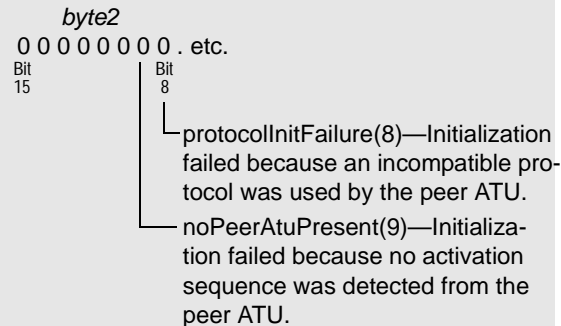 byte2
0 0 0 0 0 0 0 0 . etc.
Bit Bit
15 8
protocolInitFailure(8)—Initialization
failed because an incompatible pro-
tocol was used by the peer ATU.
noPeerAtuPresent(9)—Initializa-
tion failed because no activation
sequence was detected from the
peer ATU.